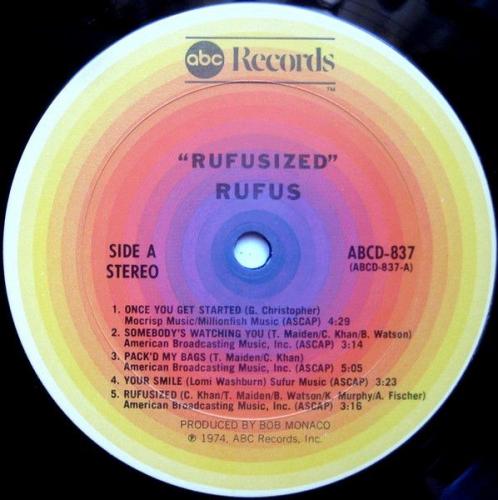 abc Records
™
"RUFUSIZED"
RUFUS
SIDE A
STEREO
ABCD-837
(ABCD-837-A)
1. ONCE YOU GET STARTED (G. Christopher)
Mocrisp Music/Millionfish Music (ASCAP) 4:29
2. SOMEBODY'S WATCHING YOU (T. Maiden/C. Khan/B. Watson)
American Broadcasting Music, Inc. (ASCAP) 3:14
3. PACK'D MY BAGS (T. Maiden/C. Khan)
American Broadcasting Music, Inc. (ASCAP) 5:05
4. YOUR SMILE (Lomi Washburn) Sufur Music (ASCAP) 3:23
5. RUFUSIZED (C. Khan/T. Maiden/B. Watson/K. Murphy/A. Fischer)
American Broadcasting Music, Inc. (ASCAP) 3:16
PRODUCED BY BOB MONACO
℗ 1974, ABC Records, Inc.